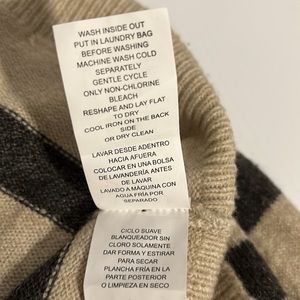 WASH INSIDE OUT
PUT IN LAUNDRY BAG
BEFORE WASHING
MACHINE WASH COLD
SEPARATELY
GENTLE CYCLE
ONLY NON-CHLORINE
BLEACH
RESHAPE AND LAY FLAT
TO DRY
COOL IRON ON THE BACK
SIDE
OR DRY CLEAN
LAVAR DESDE ADENTRO
HACIA AFUERA
COLOCAR EN UNA BOLSA
DE LAVANDERÍA ANTES
DE LAVAR
LAVADO A MÁQUINA CON
AGUA FRÍA POR
SEPARADO
CICLO SUAVE
BLANQUEADOR SIN
CLORO SOLAMENTE
DAR FORMA Y ESTIRAR
PARA SECAR
PLANCHA FRÍA EN LA
PARTE POSTERIOR
O LIMPIEZA EN SECO